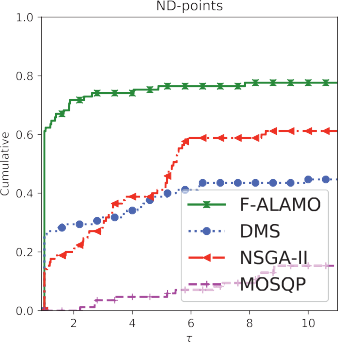 ND-points
1.0
0.8
0.6
0.4
0.2
0.0
Cumulative
F-ALAMO
DMS
NSGA-II
MOSQP
2 4 6 8 10
τ